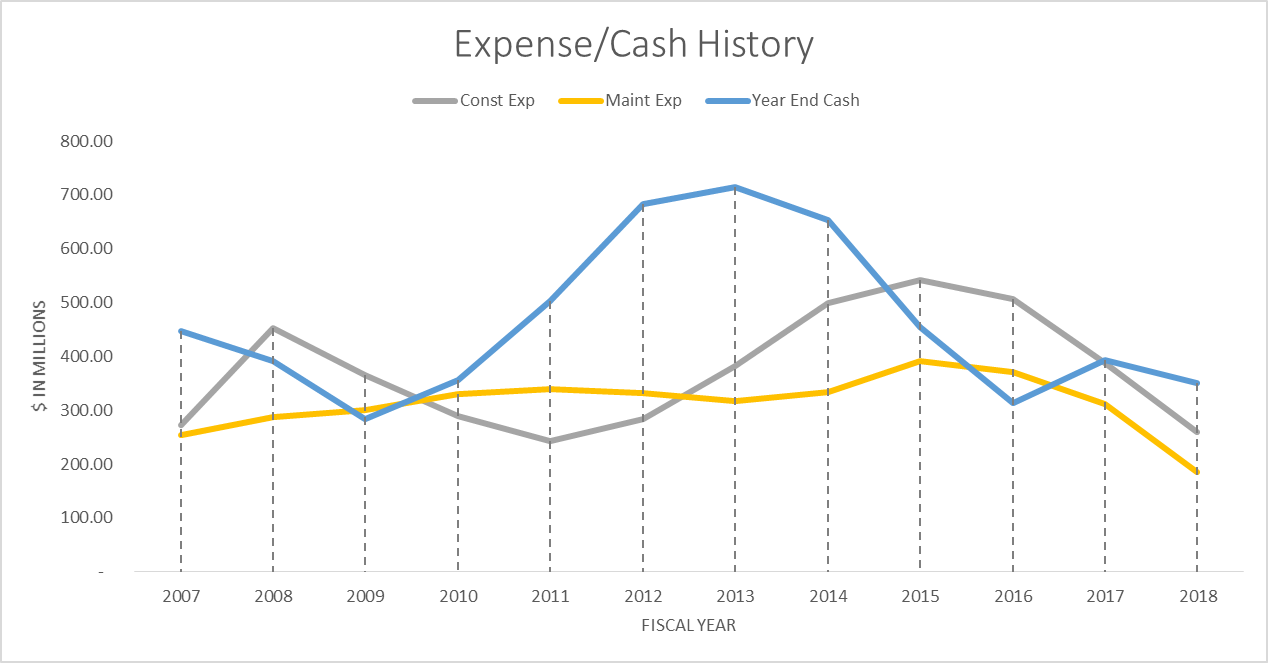 Expense/Cash History
Const Exp Maint Exp Year End Cash
800.00
700.00
600.00
500.00
400.00
300.00
200.00
100.00
-
$ IN MILLIONS
2007 2008 2009 2010 2011 2012 2013 2014 2015 2016 2017 2018
FISCAL YEAR